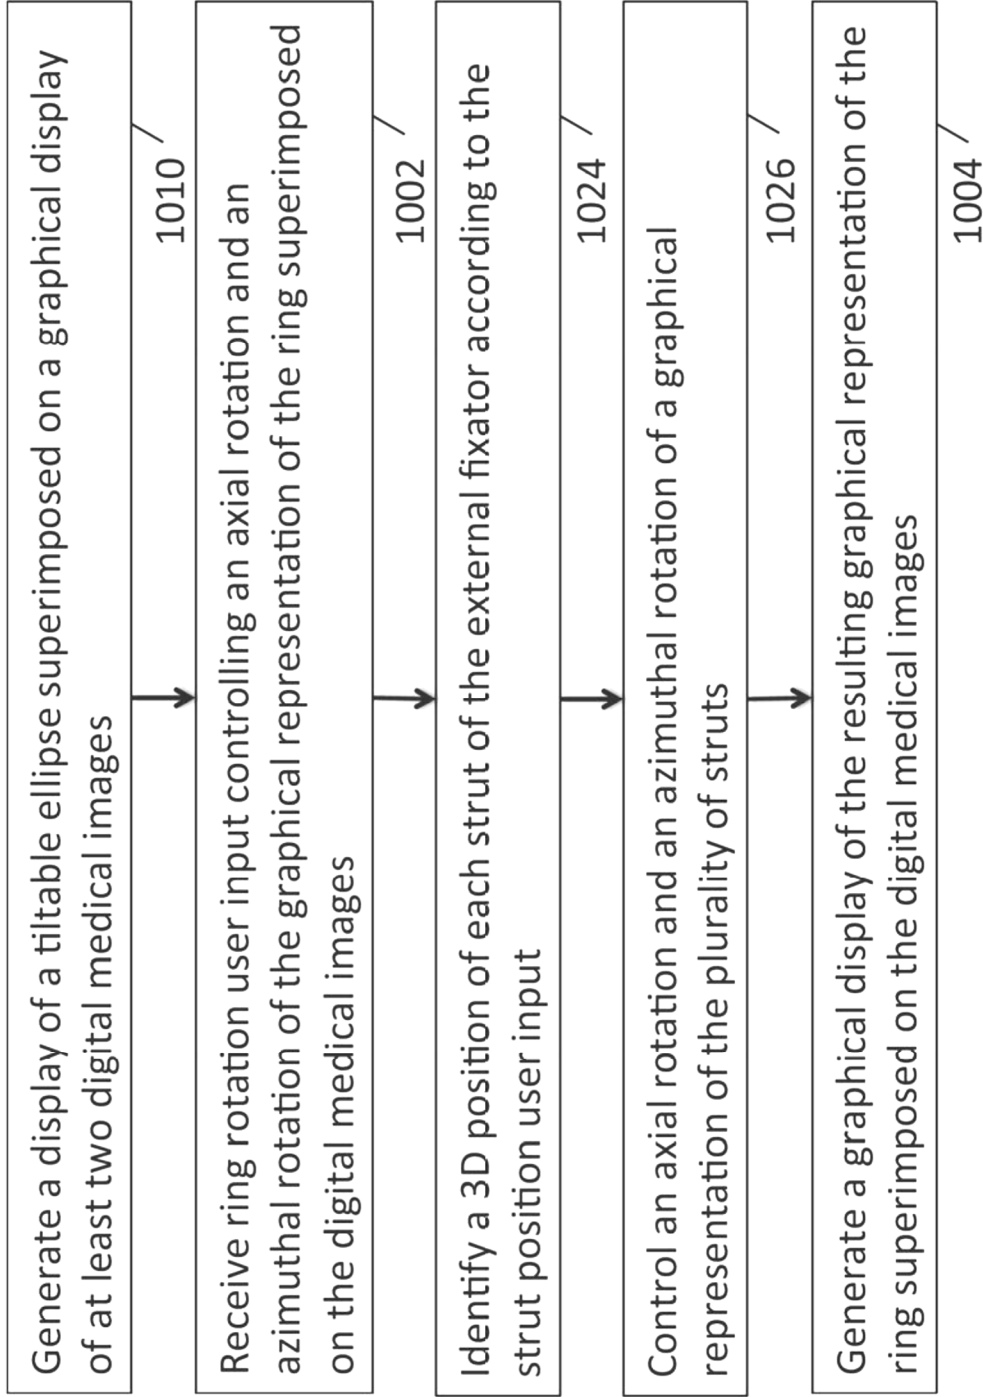 Generate a display of a tiltable ellipse superimposed on a graphical display
of at least two digital medical images
1010
Receive ring rotation user input controlling an axial rotation and an
azimuthal rotation of the graphical representation of the ring superimposed
on the digital medical images
1002
Identify a 3D position of each strut of the external fixator according to the
strut position user input
1024
Control an axial rotation and an azimuthal rotation of a graphical
representation of the plurality of struts
1026
Generate a graphical display of the resulting graphical representation of the
ring superimposed on the digital medical images
1004